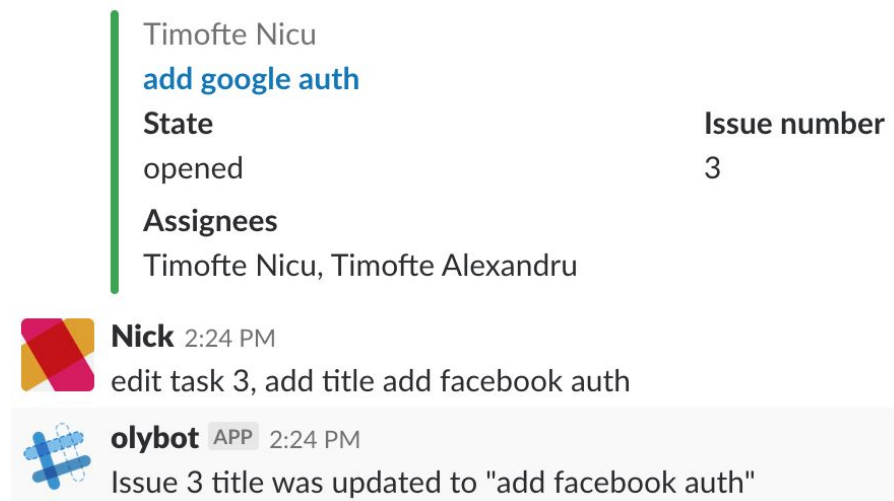 Timofte Nicu
add google auth
State Issue number
opened 3
Assignees
Timofte Nicu, Timofte Alexandru
Nick 2:24 PM
edit task 3, add title add facebook auth
olybot APP 2:24 PM
Issue 3 title was updated to "add facebook auth"